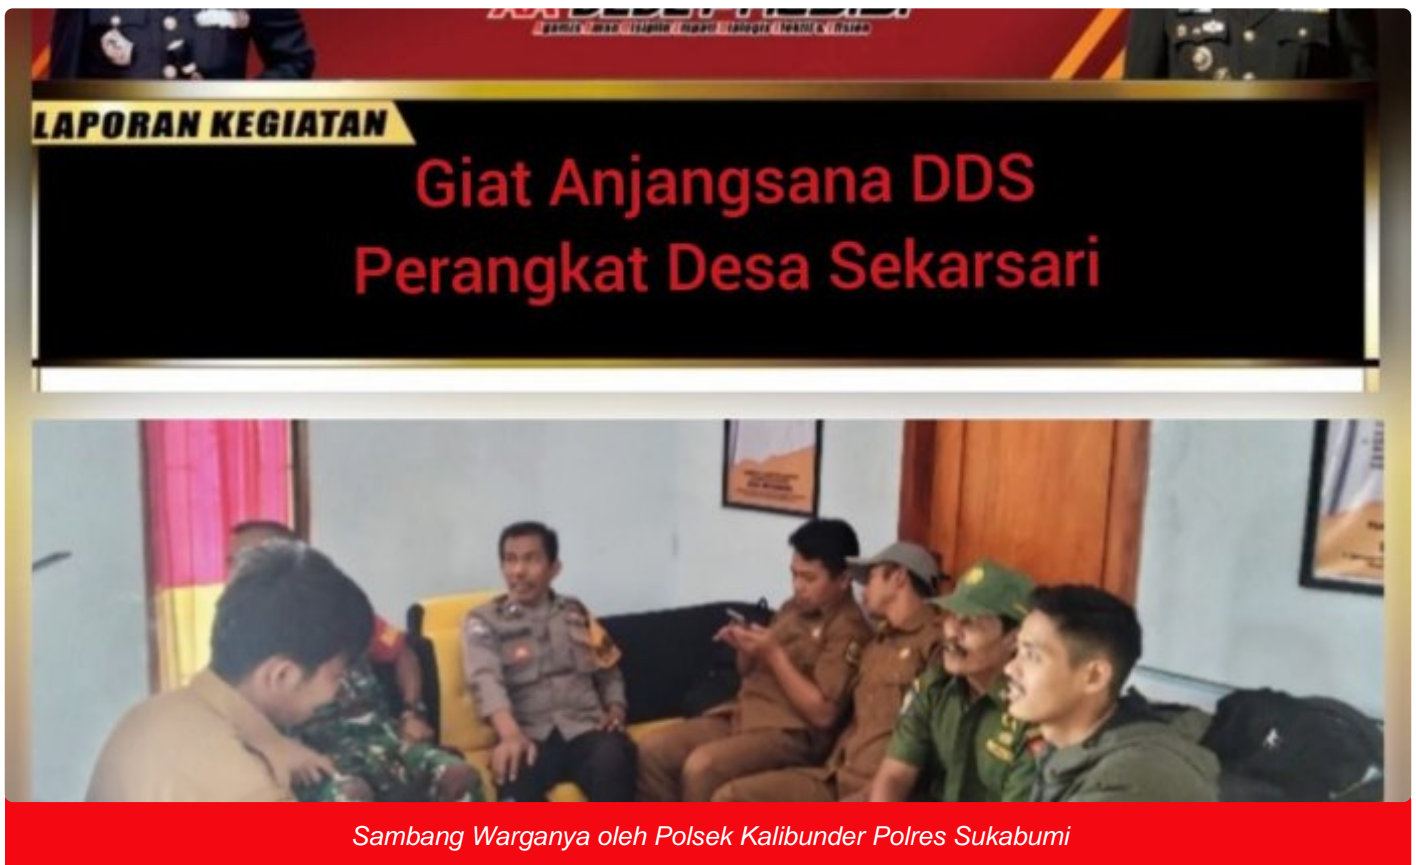 LAPORAN KEGIATAN
Giat Anjangsana DDS
Perangkat Desa Sekarsari
Sambang Warganya oleh Polsek Kalibunder Polres Sukabumi